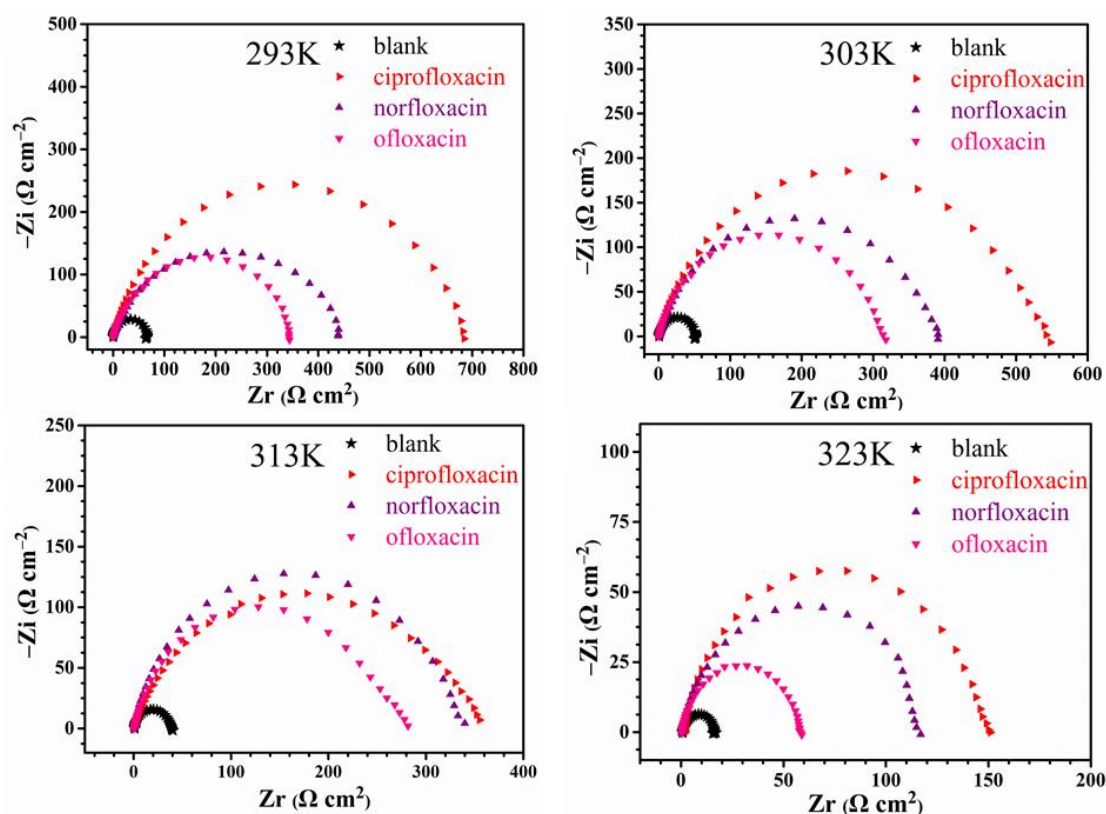 293K
blank
ciprofloxacin
norfloxacin
ofloxacin
500
400
300
200
100
0
−Zi (Ω cm⁻²)
0 100 200 300 400 500 600 700 800
Zr (Ω cm²)
303K
blank
ciprofloxacin
norfloxacin
ofloxacin
350
300
250
200
150
100
50
0
−Zi (Ω cm⁻²)
0 100 200 300 400 500 600
Zr (Ω cm²)
313K
blank
ciprofloxacin
norfloxacin
ofloxacin
250
200
150
100
50
0
−Zi (Ω cm⁻²)
0 100 200 300 400
Zr (Ω cm²)
323K
blank
ciprofloxacin
norfloxacin
ofloxacin
100
75
50
25
0
−Zi (Ω cm⁻²)
0 50 100 150 200
Zr (Ω cm²)